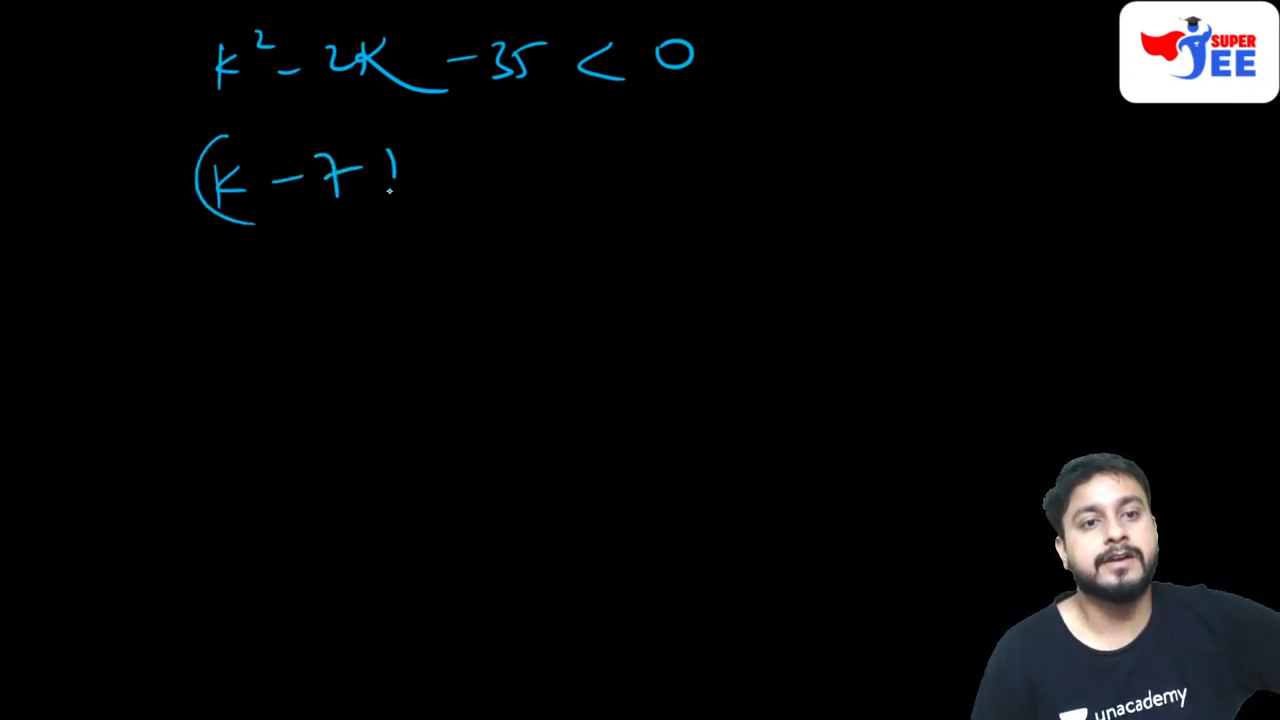 k² - 2k - 35 < 0
(k - 7)
SUPER
JEE
unacademy